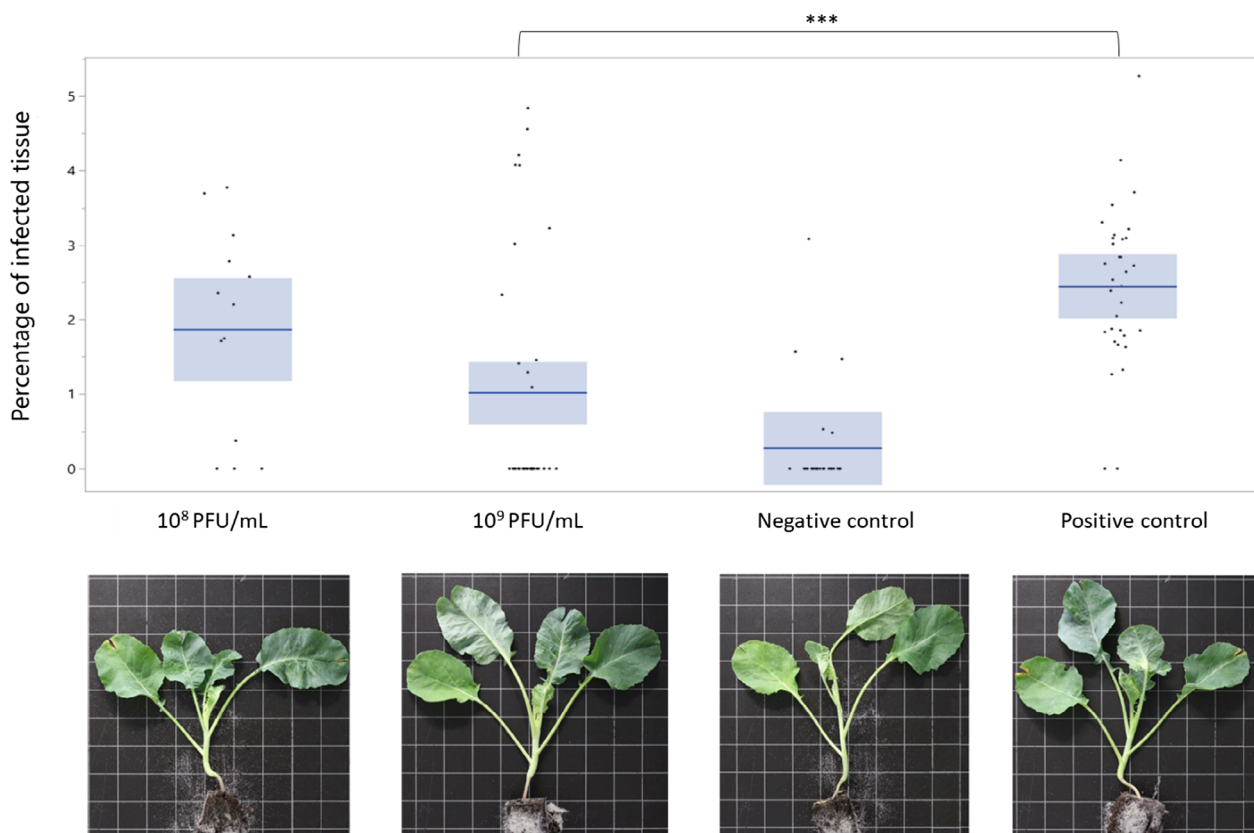 ***
Percentage of infected tissue
5
4
3
2
1
0
10⁸ PFU/mL
10⁹ PFU/mL
Negative control
Positive control